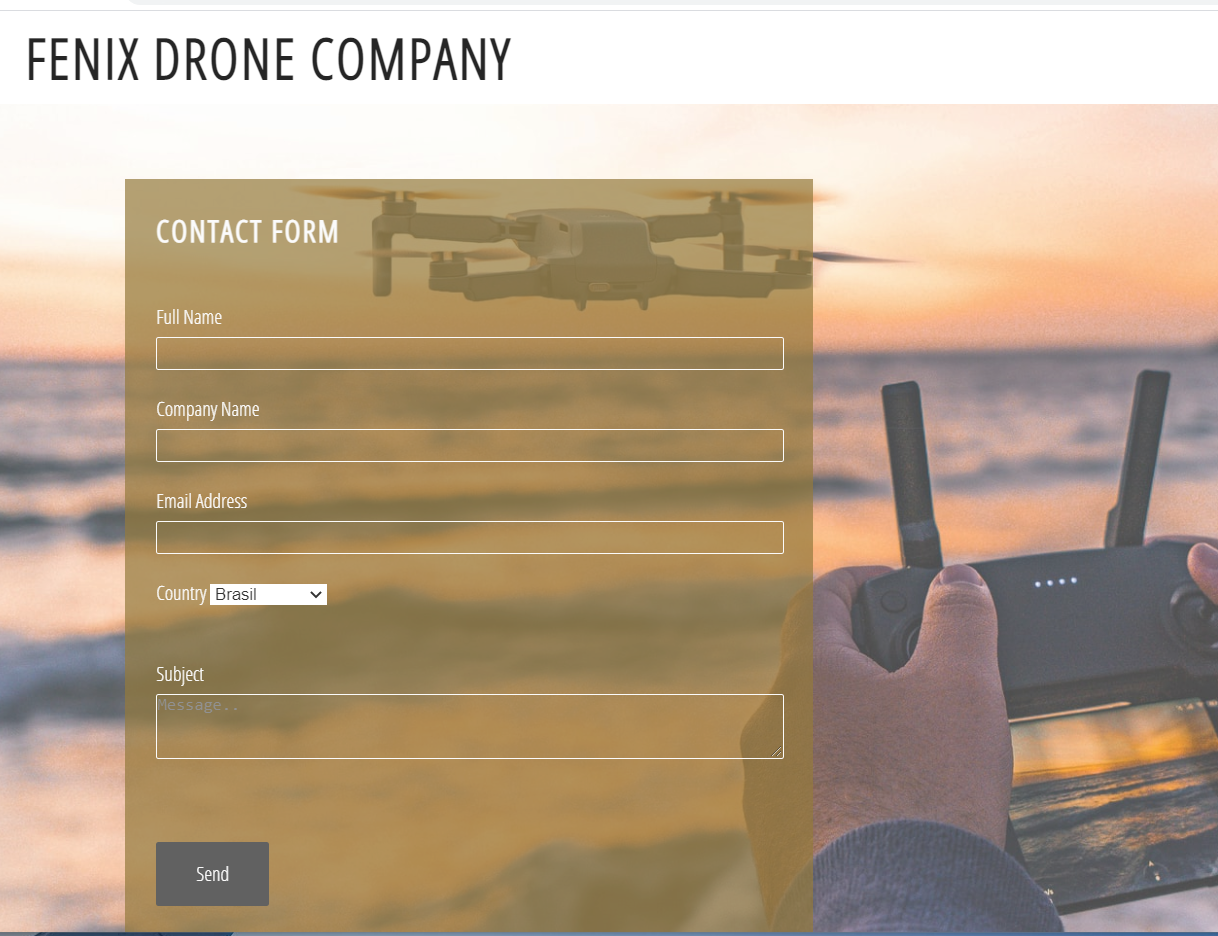 FENIX DRONE COMPANY
CONTACT FORM
Full Name
Company Name
Email Address
Country Brasil
Subject
Message..
Send